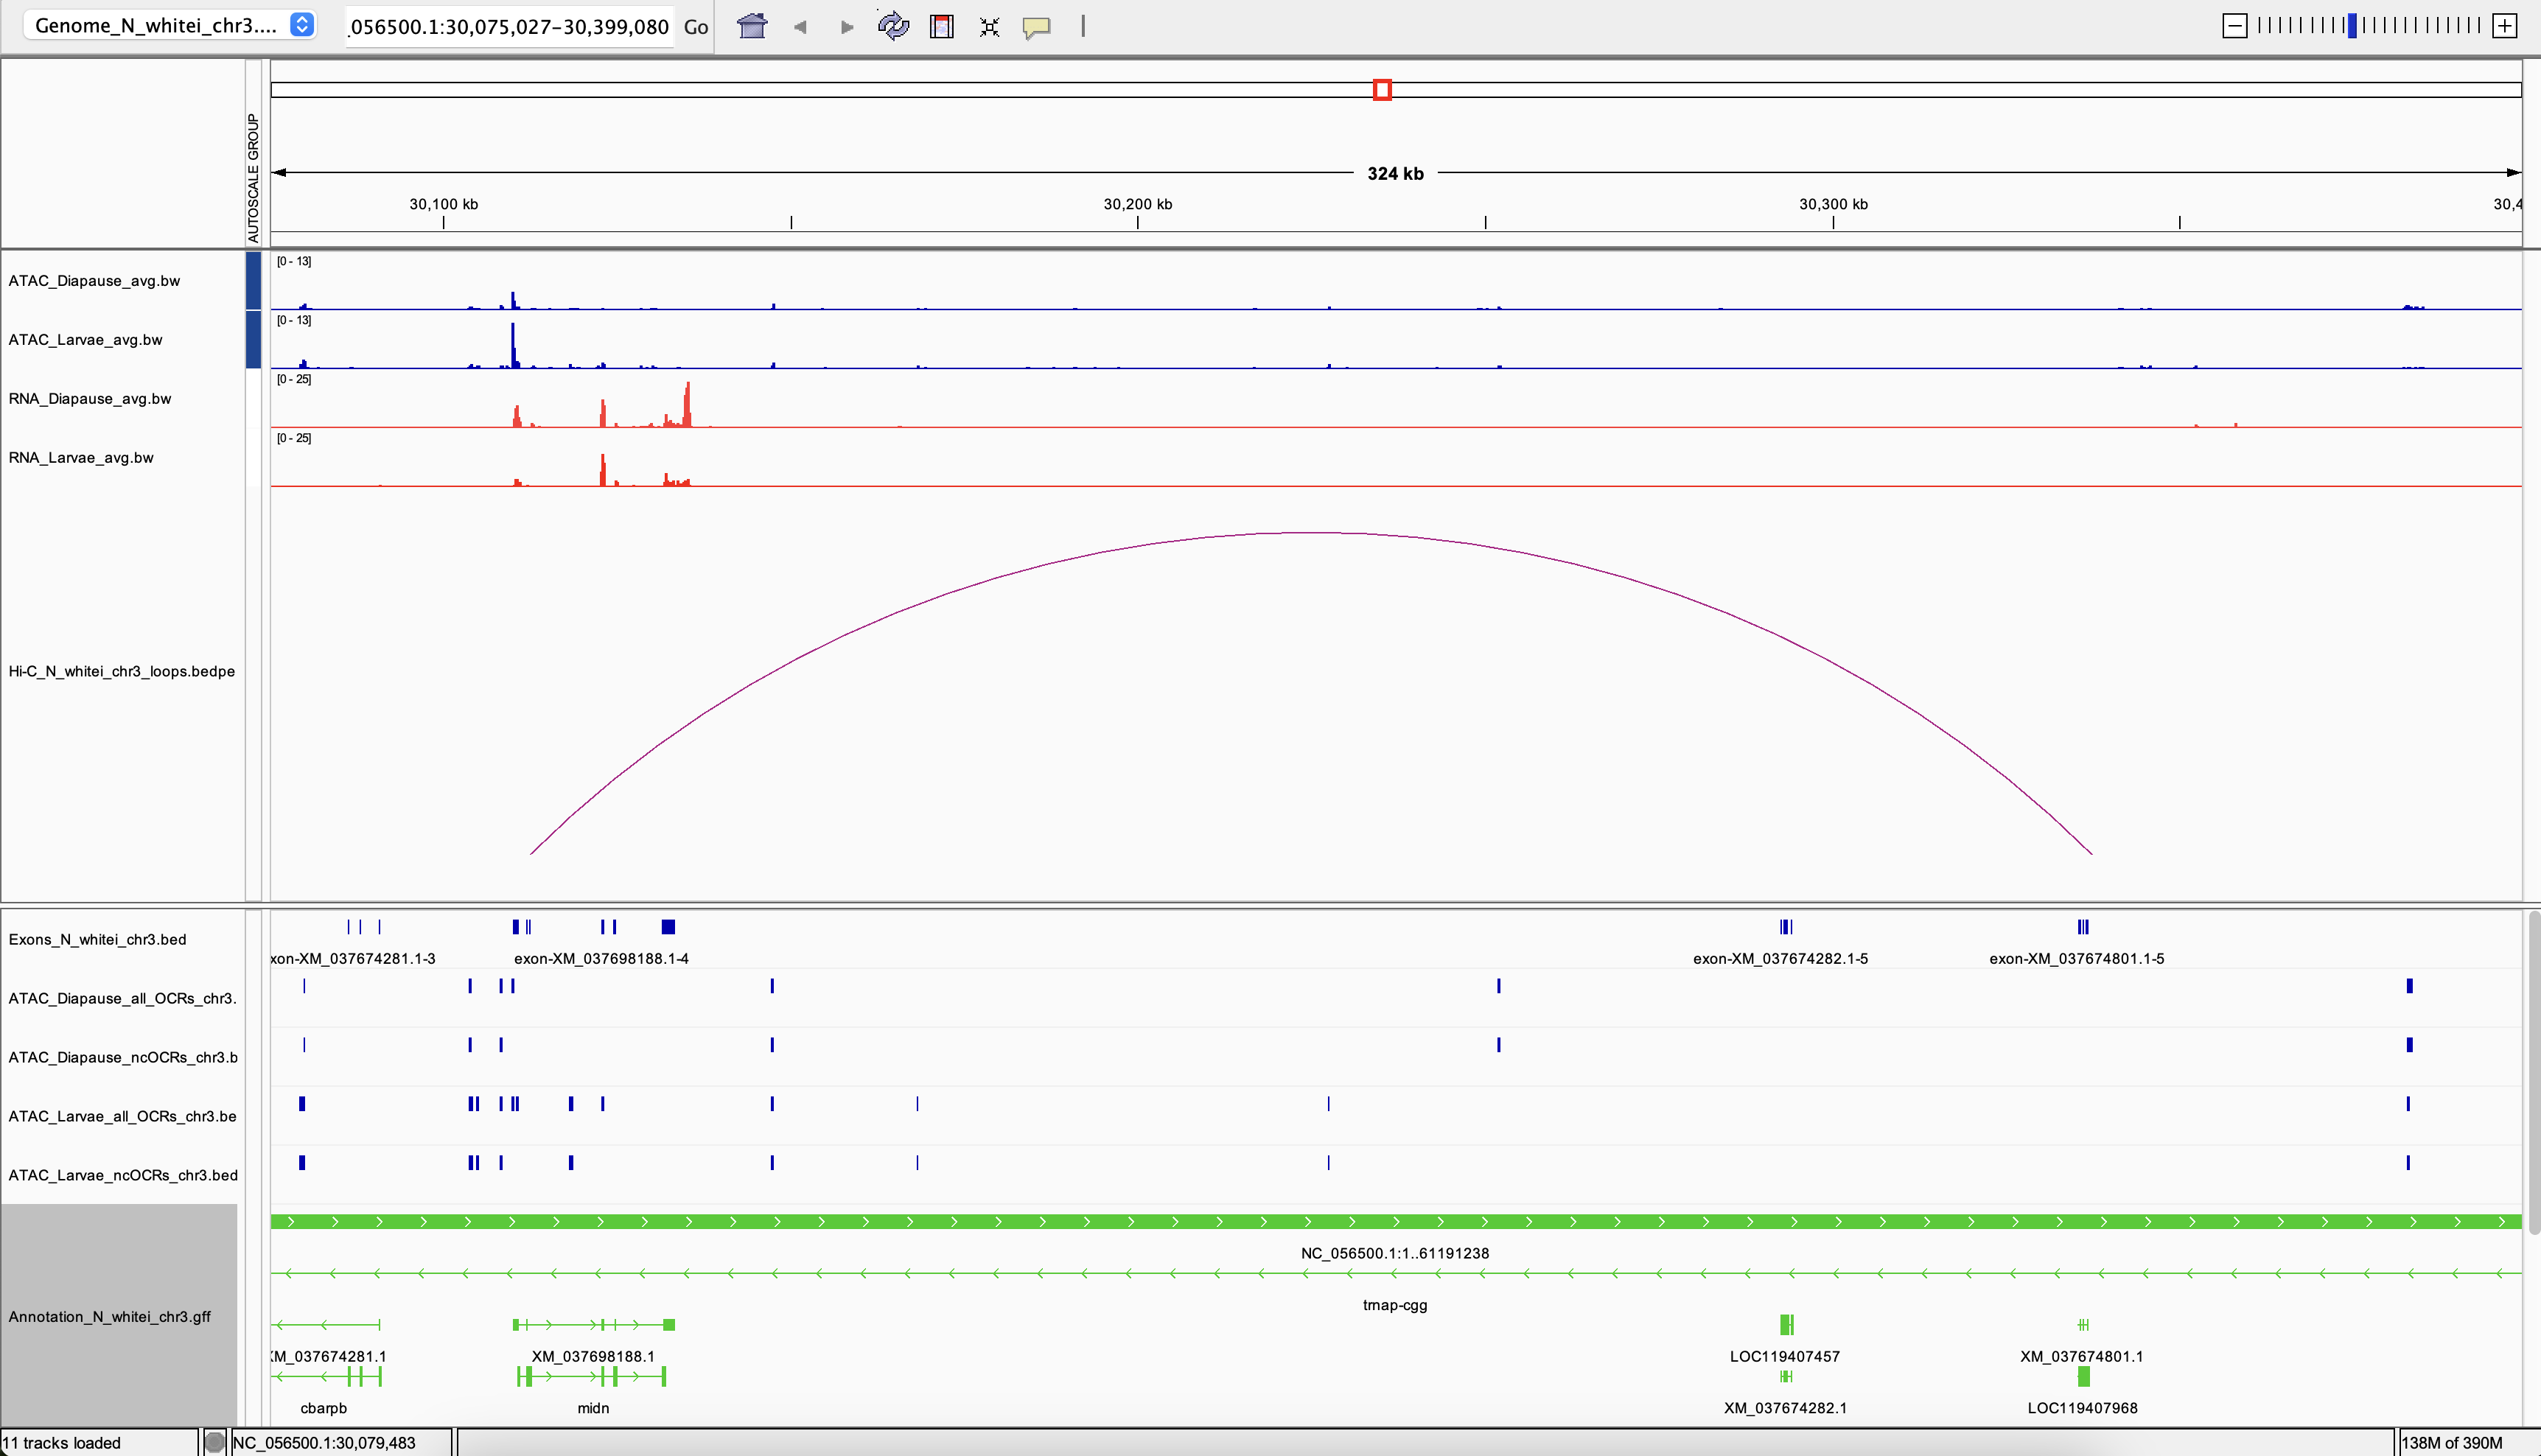 Genome_N_whitei_chr3....
.056500.1:30,075,027-30,399,080
Go
AUTOSCALE GROUP
324 kb
30,100 kb
30,200 kb
30,300 kb
30,4
ATAC_Diapause_avg.bw
[0 - 13]
ATAC_Larvae_avg.bw
[0 - 13]
RNA_Diapause_avg.bw
[0 - 25]
RNA_Larvae_avg.bw
[0 - 25]
Hi-C_N_whitei_chr3_loops.bedpe
Exons_N_whitei_chr3.bed
xon-XM_037674281.1-3
exon-XM_037698188.1-4
exon-XM_037674282.1-5
exon-XM_037674801.1-5
ATAC_Diapause_all_OCRs_chr3.
ATAC_Diapause_ncOCRs_chr3.b
ATAC_Larvae_all_OCRs_chr3.be
ATAC_Larvae_ncOCRs_chr3.bed
NC_056500.1:1..61191238
Annotation_N_whitei_chr3.gff
trnap-cgg
XM_037674281.1
XM_037698188.1
LOC119407457
XM_037674801.1
cbarpb
midn
XM_037674282.1
LOC119407968
11 tracks loaded
NC_056500.1:30,079,483
138M of 390M